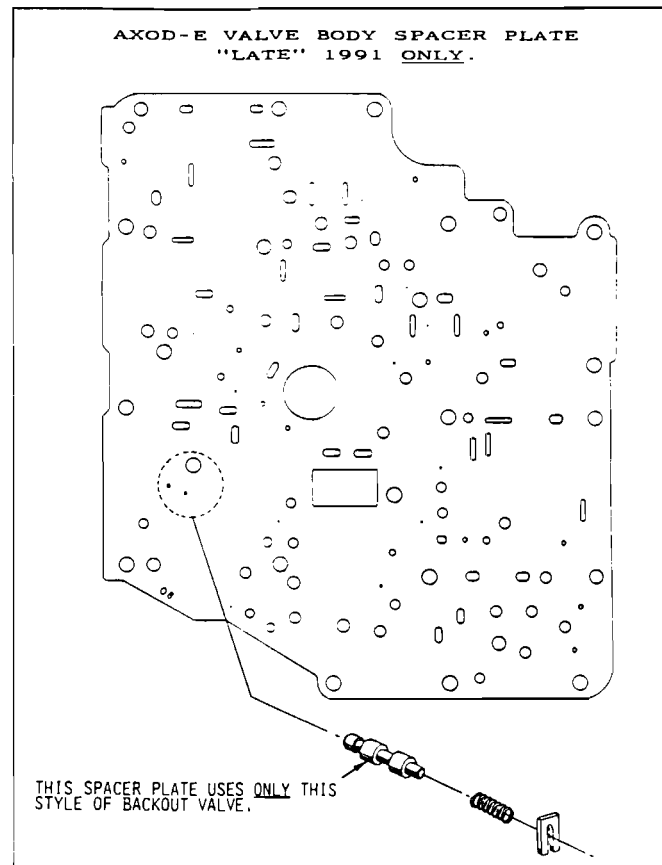 AXOD-E VALVE BODY SPACER PLATE
"LATE" 1991 ONLY.
THIS SPACER PLATE USES ONLY THIS
STYLE OF BACKOUT VALVE.